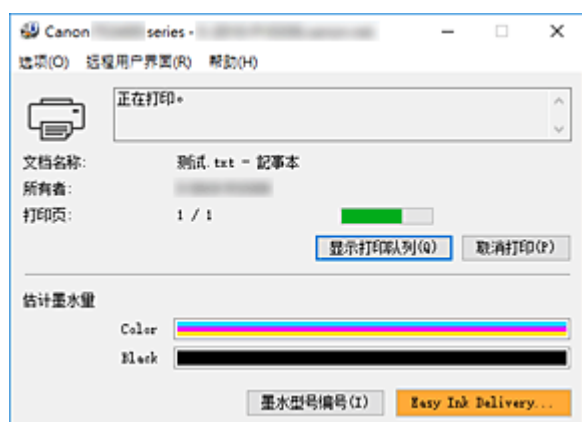 Canon series -
选项(O) 远程用户界面(R) 帮助(H)
正在打印。
文档名称: 测试.txt - 記事本
所有者:
打印页: 1 / 1
显示打印队列(Q) 取消打印(P)
估计墨水量
Color
Black
墨水型号编号(I) Easy Ink Delivery...